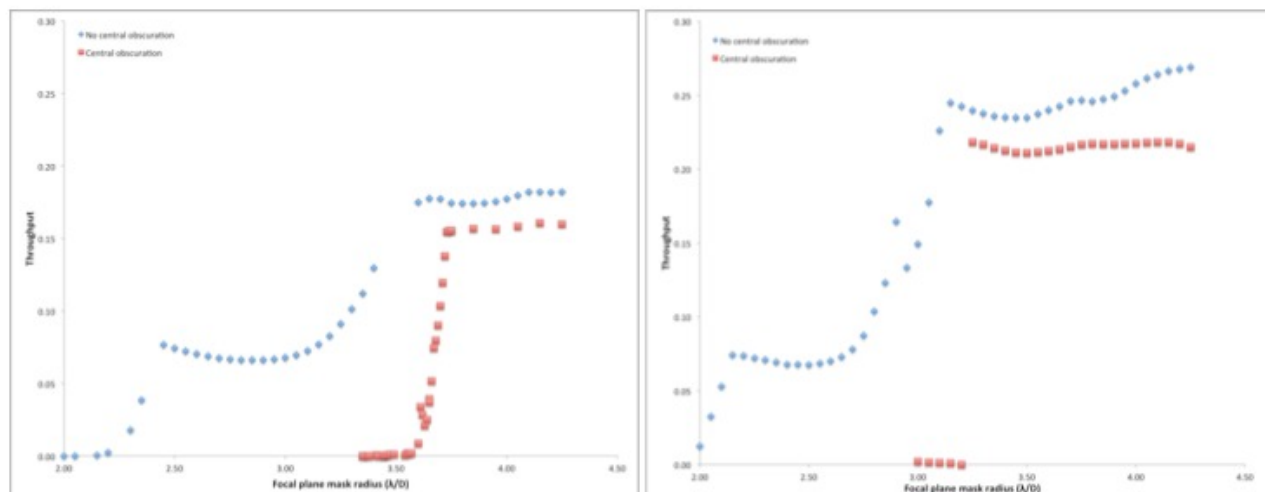 0.30
No central obscuration
Central obscuration
0.25
0.20
Throughput
0.15
0.10
0.05
0.00
2.00 2.50 3.00 3.50 4.00 4.50
Focal plane mask radius (λ/D)
0.30
No central obscuration
Central obscuration
0.25
0.20
Throughput
0.15
0.10
0.05
0.00
2.00 2.50 3.00 3.50 4.00 4.50
Focal plane mask radius (λ/D)